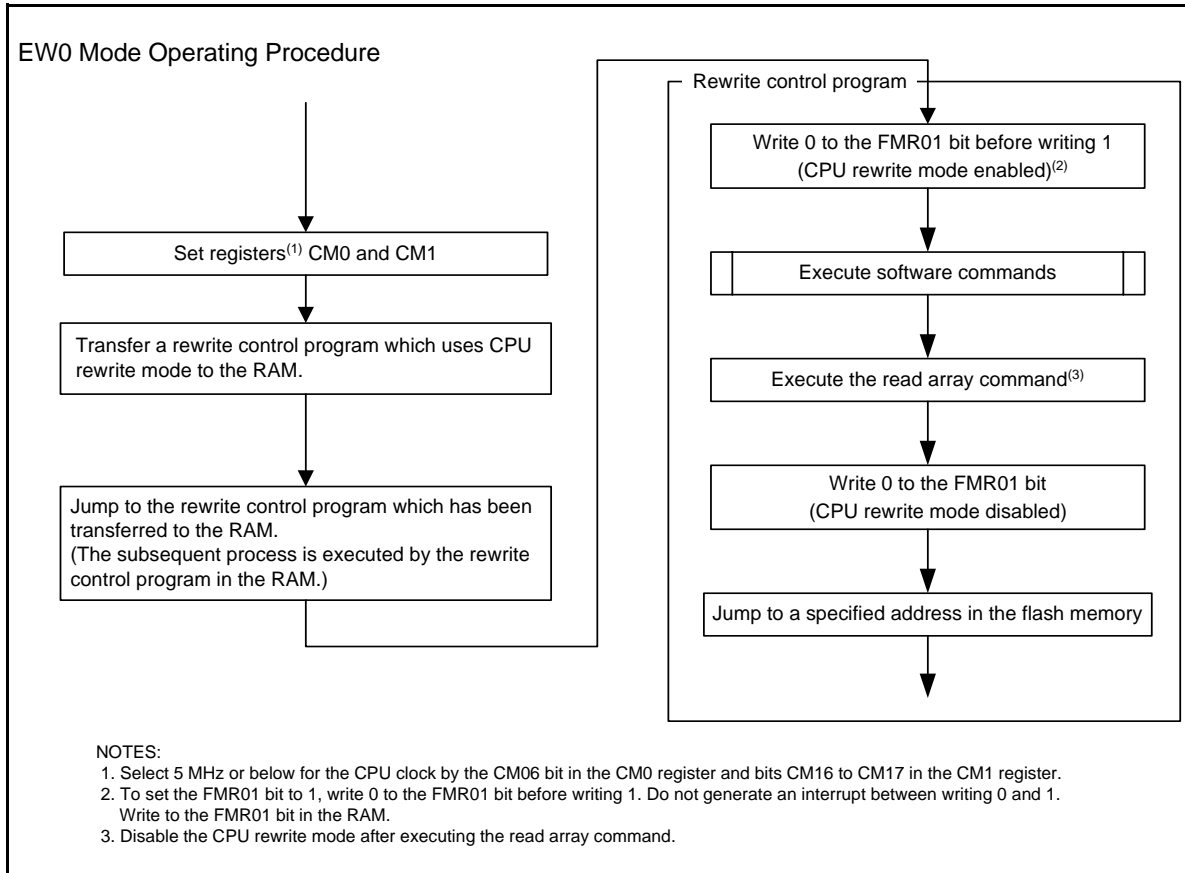 EW0 Mode Operating Procedure
Set registers(1) CM0 and CM1
Transfer a rewrite control program which uses CPU
rewrite mode to the RAM.
Jump to the rewrite control program which has been
transferred to the RAM.
(The subsequent process is executed by the rewrite
control program in the RAM.)
Rewrite control program
Write 0 to the FMR01 bit before writing 1
(CPU rewrite mode enabled)(2)
Execute software commands
Execute the read array command(3)
Write 0 to the FMR01 bit
(CPU rewrite mode disabled)
Jump to a specified address in the flash memory
NOTES:
1. Select 5 MHz or below for the CPU clock by the CM06 bit in the CM0 register and bits CM16 to CM17 in the CM1 register.
2. To set the FMR01 bit to 1, write 0 to the FMR01 bit before writing 1. Do not generate an interrupt between writing 0 and 1.
Write to the FMR01 bit in the RAM.
3. Disable the CPU rewrite mode after executing the read array command.